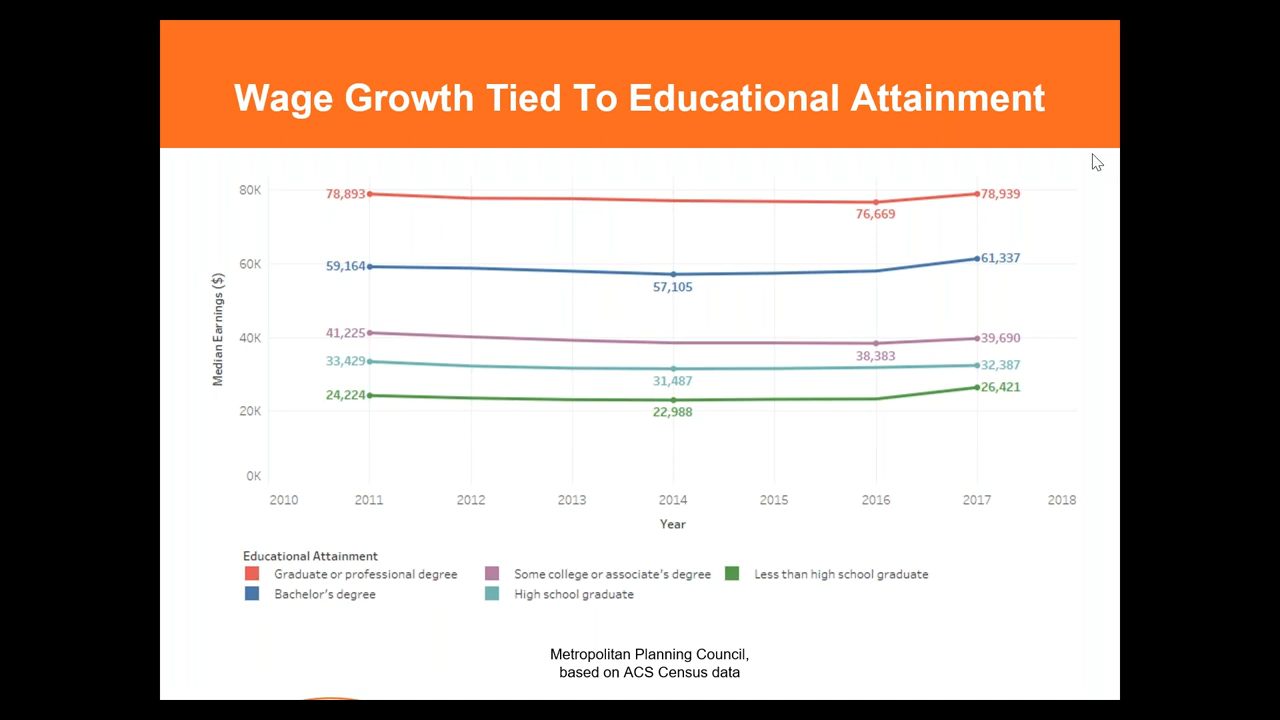 Wage Growth Tied To Educational Attainment
80K
60K
40K
20K
0K
Median Earnings ($)
78,893
76,669
78,939
59,164
57,105
61,337
41,225
38,383
39,690
33,429
31,487
32,387
24,224
22,988
26,421
2010 2011 2012 2013 2014 2015 2016 2017 2018
Year
Educational Attainment
Graduate or professional degree
Some college or associate's degree
Less than high school graduate
Bachelor's degree
High school graduate
Metropolitan Planning Council,
based on ACS Census data